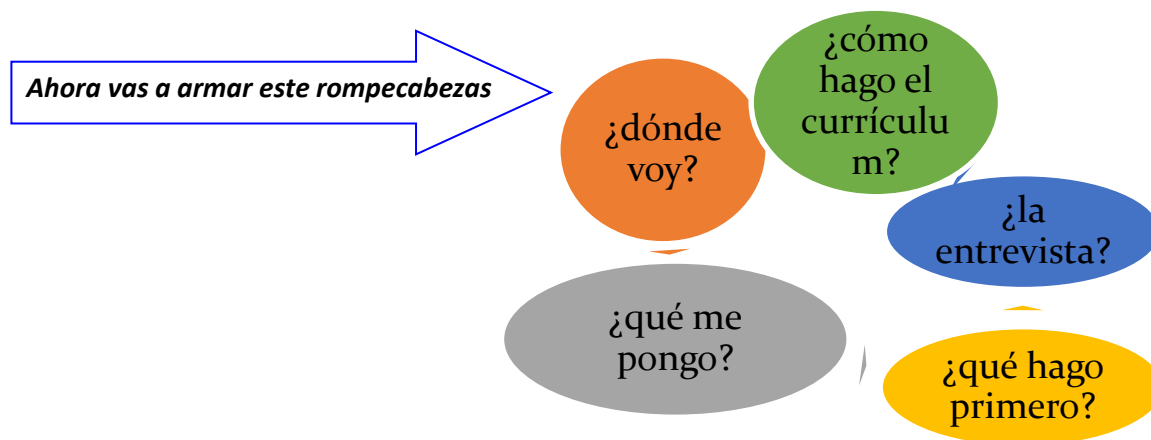 Ahora vas a armar este rompecabezas
¿dónde
voy?
¿cómo
hago el
currículu
m?
¿la
entrevista?
¿qué me
pongo?
¿qué hago
primero?